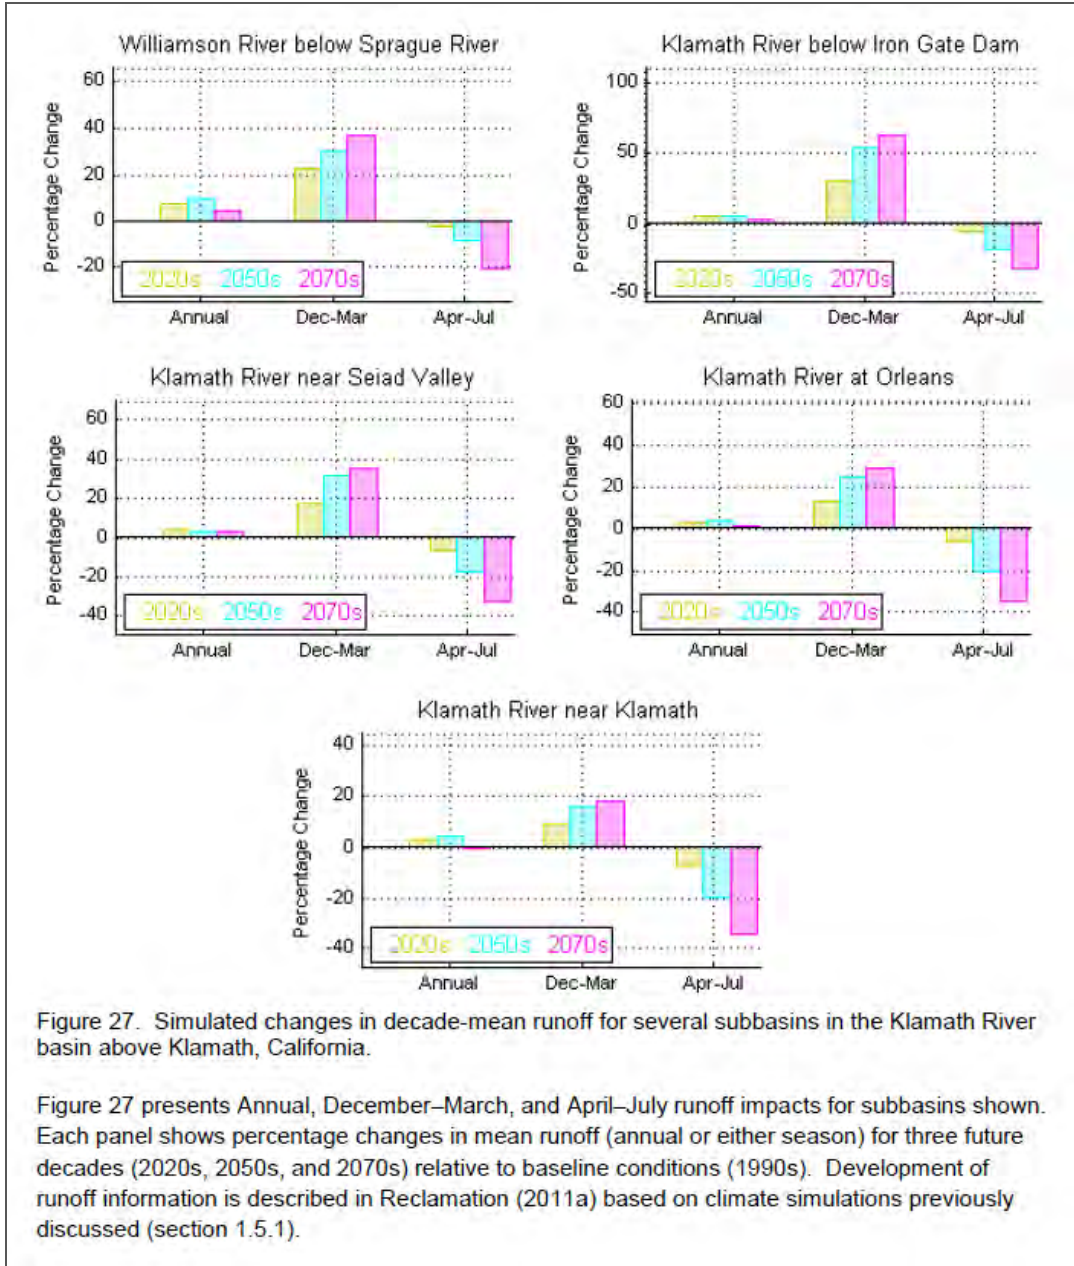 Williamson River below Sprague River
60
40
20
0
-20
Percentage Change
2020s 2050s 2070s
Annual Dec-Mar Apr-Jul
Klamath River below Iron Gate Dam
100
50
0
-50
Percentage Change
2020s 2050s 2070s
Annual Dec-Mar Apr-Jul
Klamath River near Seiad Valley
60
40
20
0
-20
-40
Percentage Change
2020s 2050s 2070s
Annual Dec-Mar Apr-Jul
Klamath River at Orleans
60
40
20
0
-20
-40
Percentage Change
2020s 2050s 2070s
Annual Dec-Mar Apr-Jul
Klamath River near Klamath
40
20
0
-20
-40
Percentage Change
2020s 2050s 2070s
Annual Dec-Mar Apr-Jul
Figure 27. Simulated changes in decade-mean runoff for several subbasins in the Klamath River
basin above Klamath, California.
Figure 27 presents Annual, December–March, and April–July runoff impacts for subbasins shown.
Each panel shows percentage changes in mean runoff (annual or either season) for three future
decades (2020s, 2050s, and 2070s) relative to baseline conditions (1990s). Development of
runoff information is described in Reclamation (2011a) based on climate simulations previously
discussed (section 1.5.1).